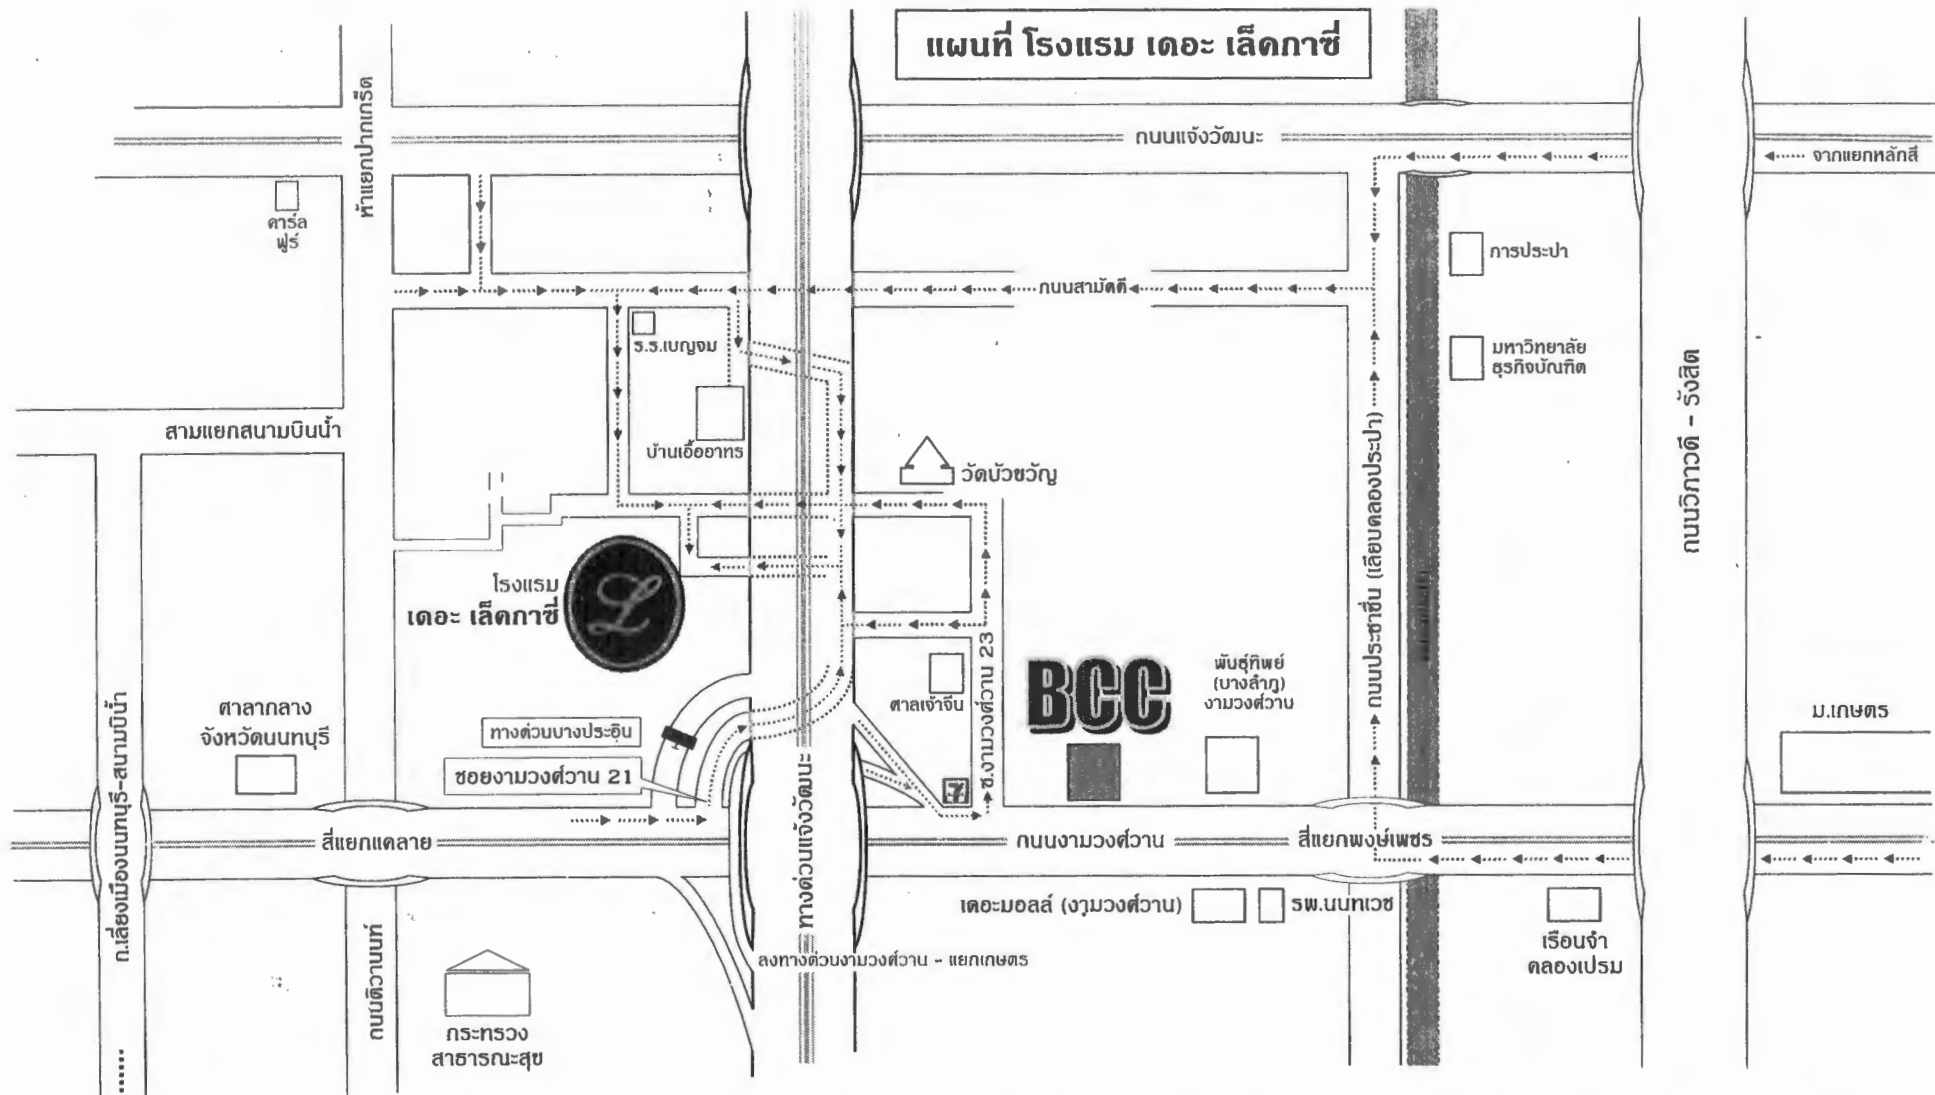 แผนที่ โรงแรม เดอะ เล็คกาซี่
ห้าแยกปากเกร็ด
ถนนแจ้งวัฒนะ
จากแยกหลักสี่
คาร์ล
ฟูร์
การประปา
ถนนสามัคคี
ร.ร.เบญจม
มหาวิทยาลัย
ธุรกิจบัณฑิต
ถนนวิภาวดี - รังสิต
สามแยกสนามบินน้ำ
บ้านเอื้ออาทร
วัดบัวขวัญ
ถนนประชาชื่น (เลียบคลองประปา)
โรงแรม
เดอะ เล็คกาซี่
L
ซ.งามวงศ์วาน 23
BCC
พันธุ์ทิพย์
(บางลำภู)
งามวงศ์วาน
ศาลเจ้าจีน
ม.เกษตร
ศาลากลาง
จังหวัดนนทบุรี
ทางด่วนบางประอิน
ซอยงามวงศ์วาน 21
7
ถ.เลี่ยงเมืองนนทบุรี-สนามบินน้ำ
สี่แยกแคลาย
ทางด่วนแจ้งวัฒนะ
ถนนงามวงศ์วาน
สี่แยกพงษ์เพชร
เดอะมอลล์ (งามวงศ์วาน)
รพ.นนทเวช
เรือนจำ
คลองเปรม
ถนนติวานนท์
ลงทางด่วนงามวงศ์วาน - แยกเกษตร
กระทรวง
สาธารณะสุข